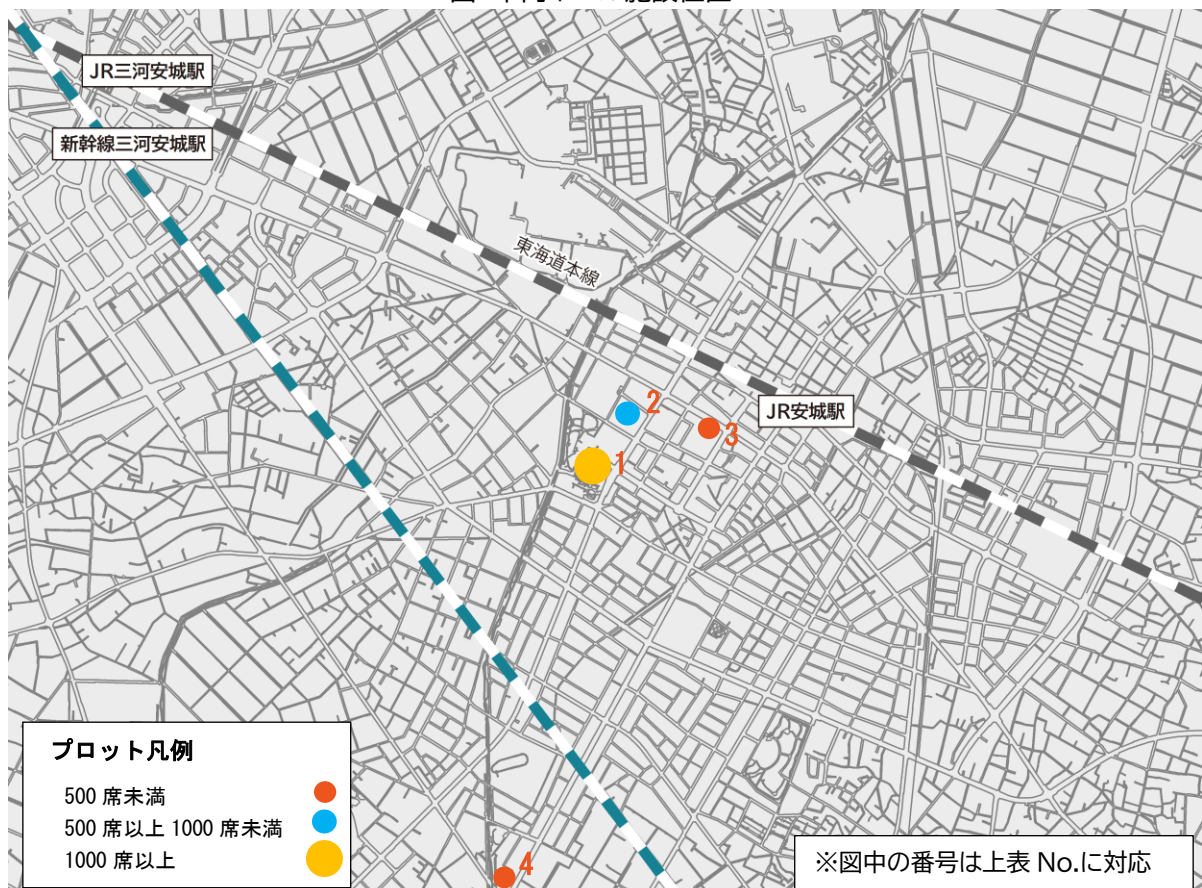 JR三河安城駅
新幹線三河安城駅
東海道本線
2
JR安城駅
3
1
プロット凡例
500 席未満
500 席以上 1000 席未満
1000 席以上
4
※図中の番号は上表 No.に対応